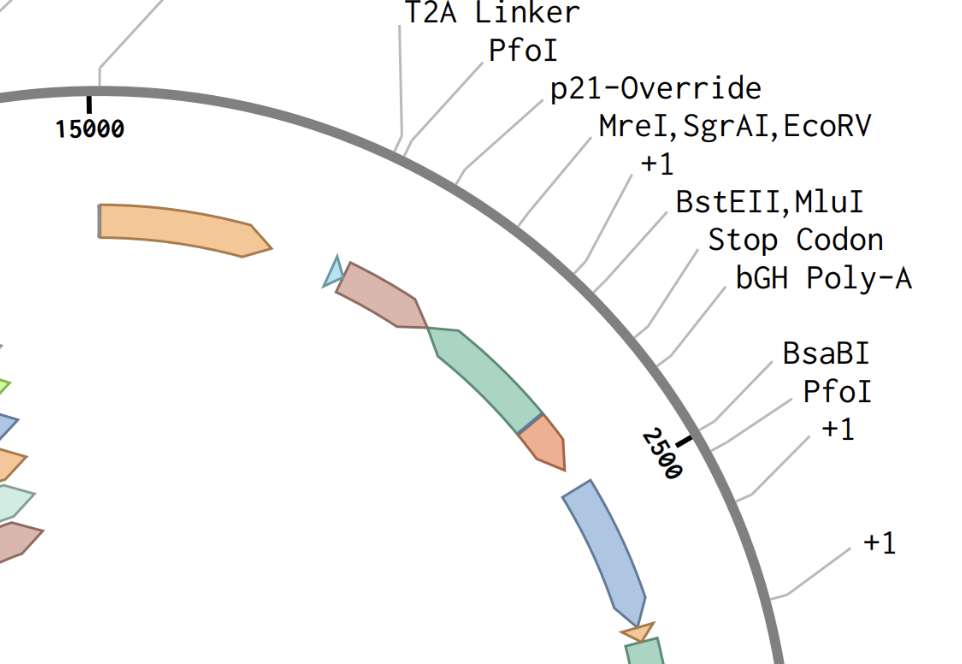 T2A Linker
PfoI
p21-Override
MreI,SgrAI,EcoRV
15000
+1
BstEII,MluI
Stop Codon
bGH Poly-A
BsaBI
PfoI
+1
2500
+1